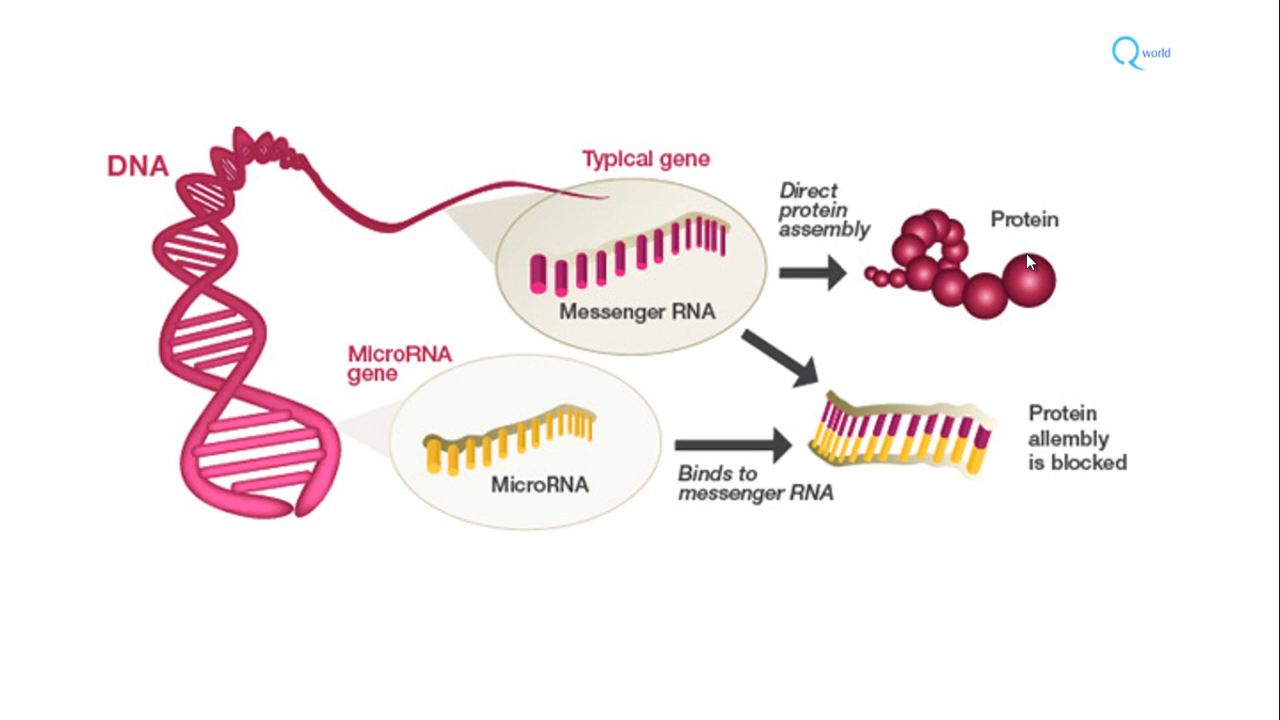 Q world
DNA
Typical gene
Direct
protein
assembly
Protein
Messenger RNA
MicroRNA
gene
MicroRNA
Binds to
messenger RNA
Protein
allembly
is blocked